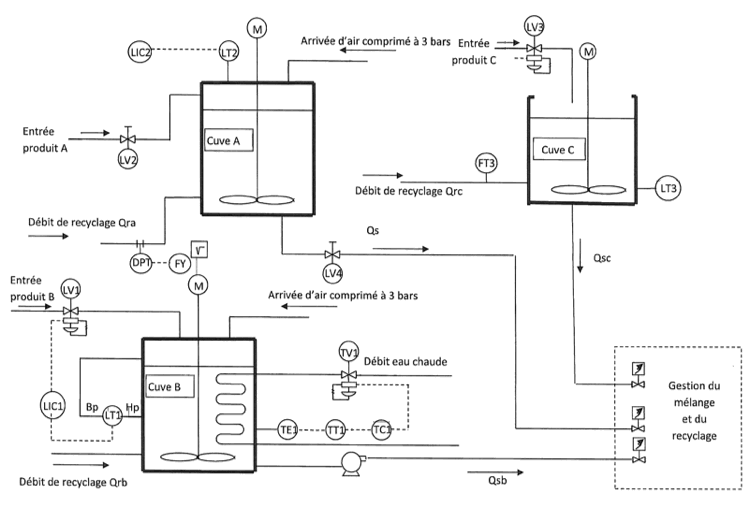 M
LV3
Arrivée d'air comprimé à 3 bars
Entrée
produit C
M
LIC2
LT2
Entrée
produit A
LV2
Cuve A
Cuve C
FT3
LT3
Débit de recyclage Qrc
Débit de recyclage Qra
DPT
FY
√
Qs
LV4
Qsc
Entrée
produit B
LV1
M
Arrivée d'air comprimé à 3 bars
TV1
Débit eau chaude
Cuve B
LIC1
Bp
LT1
Hp
TE1
TT1
TC1
Gestion du
mélange
et du
recyclage
Débit de recyclage Qrb
Qsb